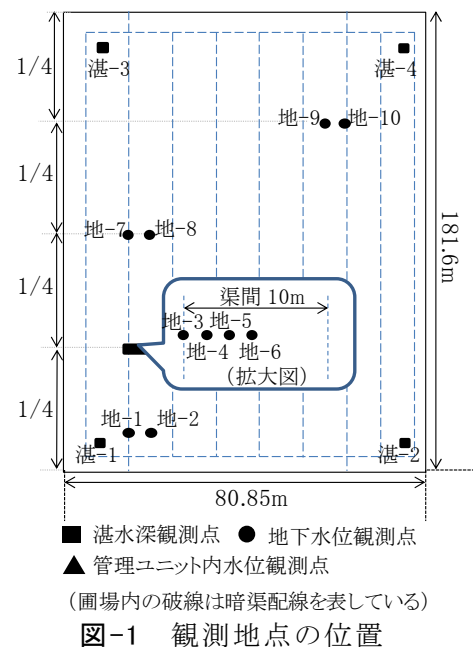 湛-3
湛-4
1/4
地-9
地-10
1/4
地-7
地-8
181.6m
1/4
渠間 10m
地-3
地-5
地-4
地-6
(拡大図)
1/4
地-1
地-2
湛-1
湛-2
80.85m
■ 湛水深観測点 ● 地下水位観測点
▲ 管理ユニット内水位観測点
(圃場内の破線は暗渠配線を表している)
図-1 観測地点の位置